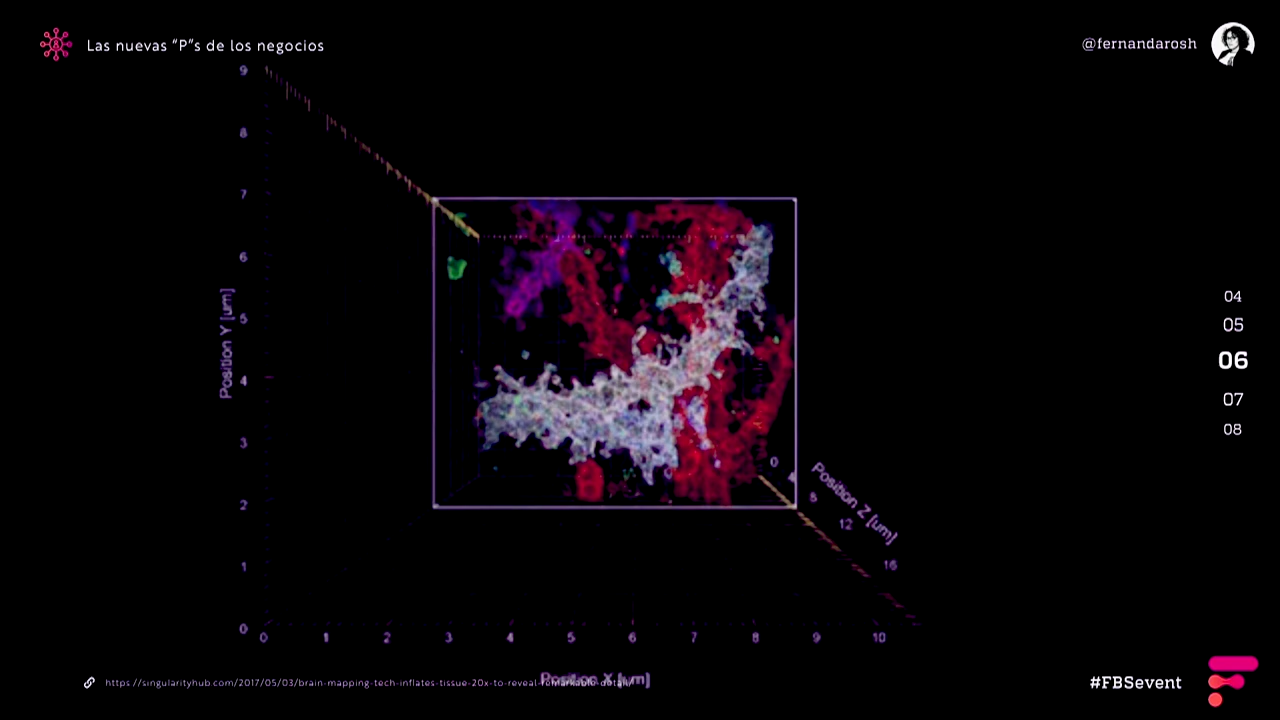 Las nuevas “P”s de los negocios
@fernandarosh
9
8
7
6
5
4
3
2
1
0
Position Y [um]
04
05
06
07
08
0
Position Z [um]
12
16
0 1 2 3 4 5 6 7 8 9 10
Position X [um]
https://singularityhub.com/2017/05/03/brain-mapping-tech-inflates-tissue-20x-to-reveal-remarkable-detail/
#FBSevent